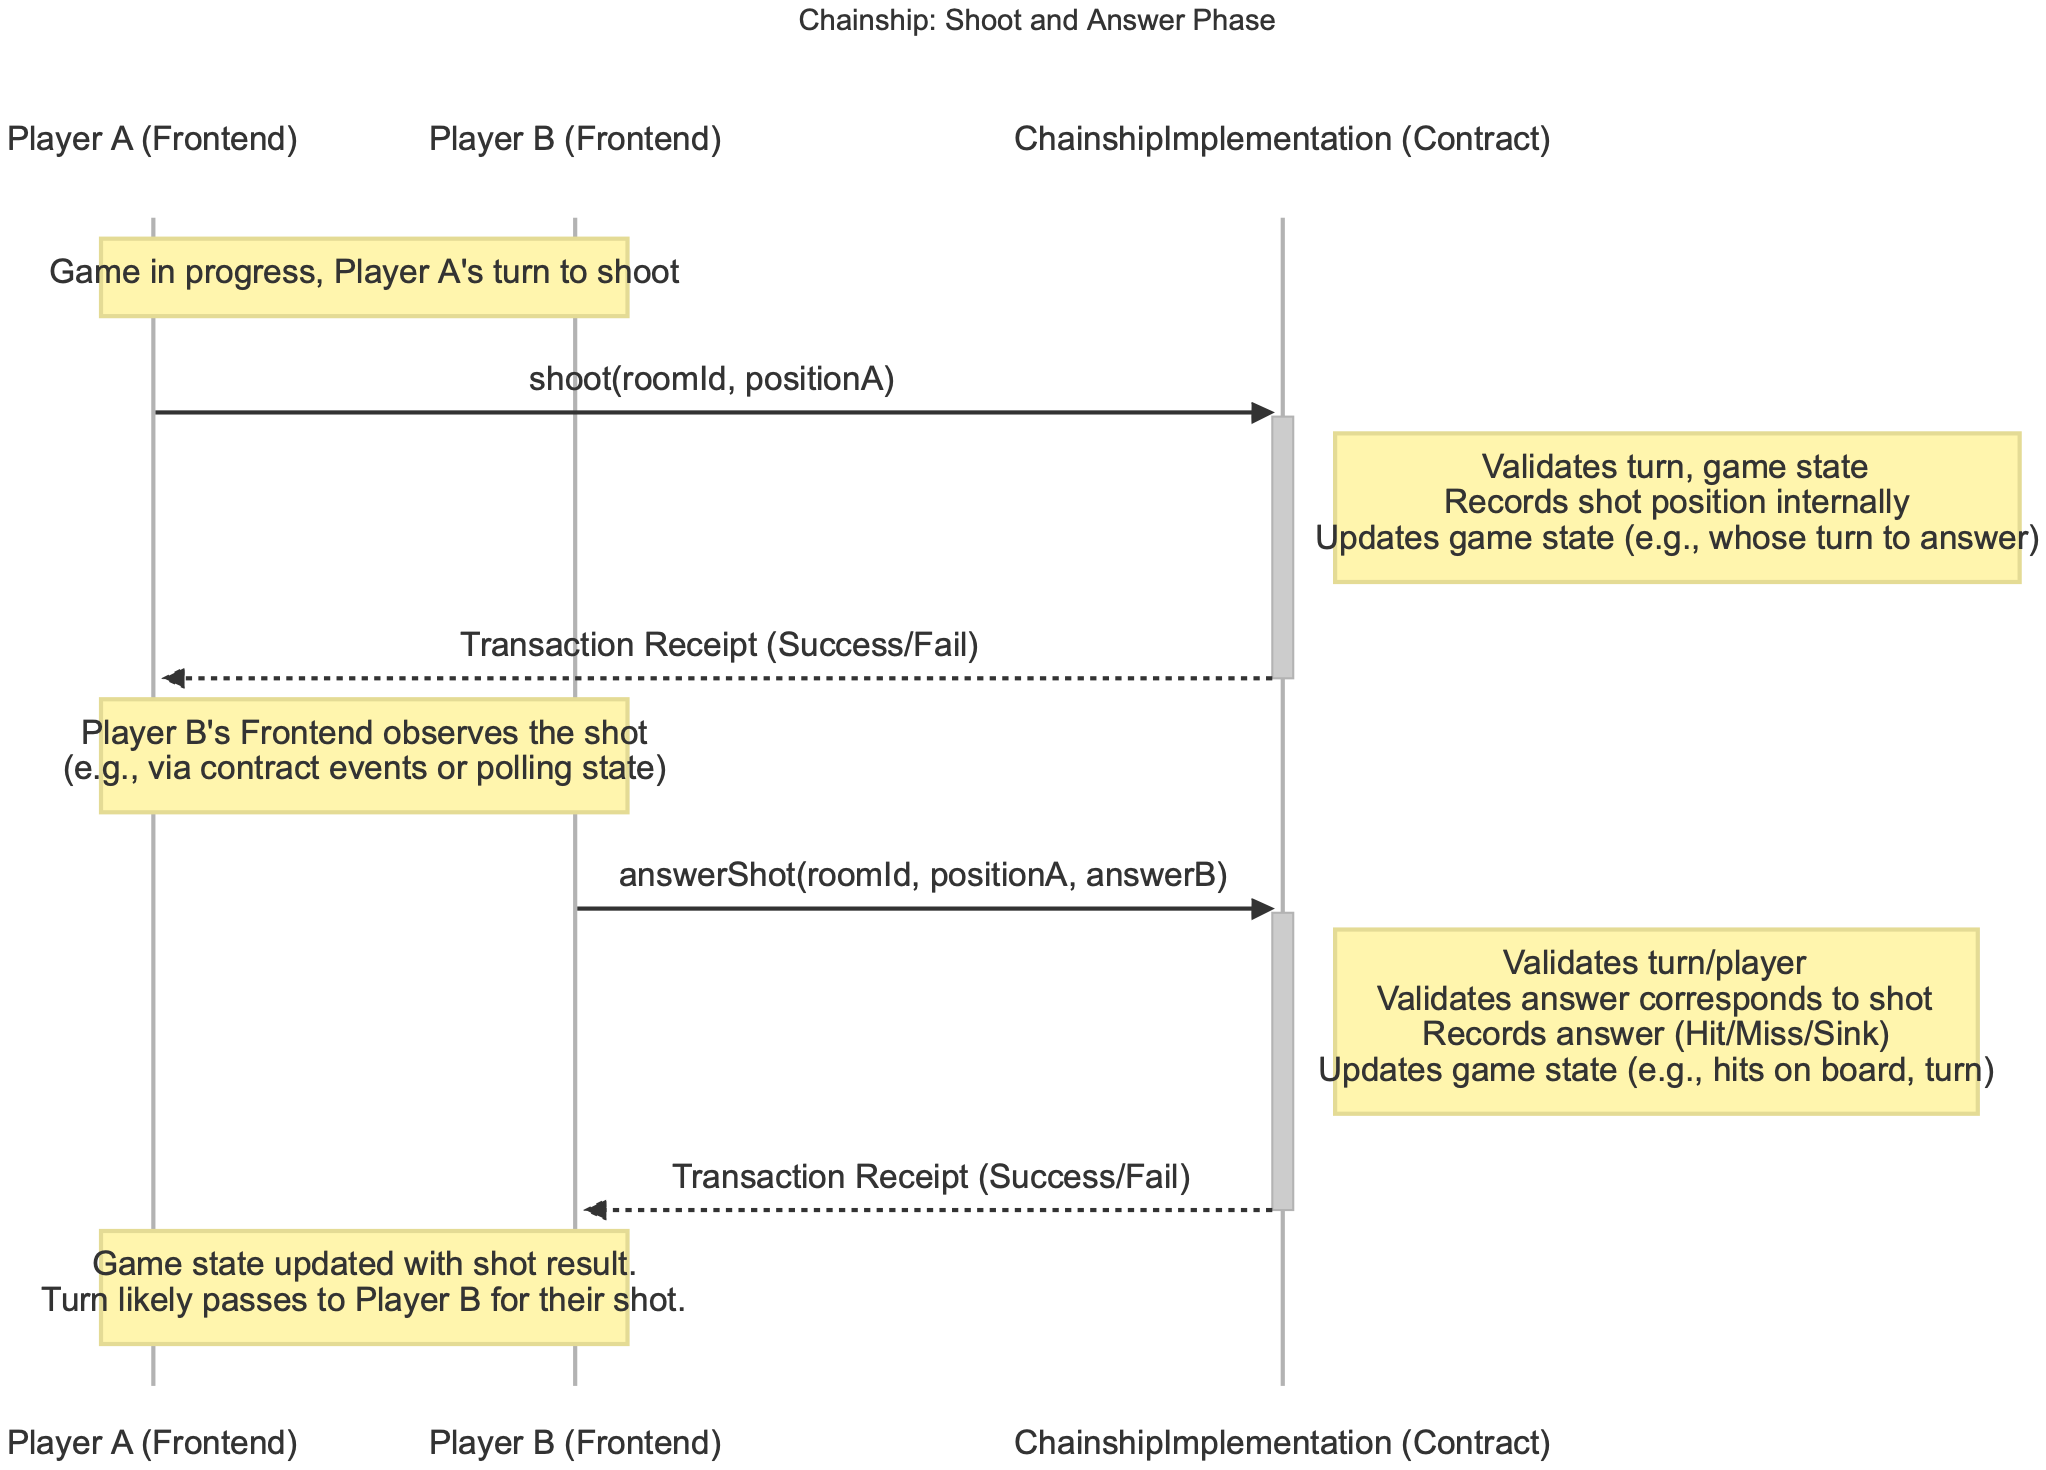 Chainship: Shoot and Answer Phase
Player A (Frontend)
Player B (Frontend)
ChainshipImplementation (Contract)
Game in progress, Player A's turn to shoot
shoot(roomId, positionA)
Validates turn, game state
Records shot position internally
Updates game state (e.g., whose turn to answer)
Transaction Receipt (Success/Fail)
Player B's Frontend observes the shot
(e.g., via contract events or polling state)
answerShot(roomId, positionA, answerB)
Validates turn/player
Validates answer corresponds to shot
Records answer (Hit/Miss/Sink)
Updates game state (e.g., hits on board, turn)
Transaction Receipt (Success/Fail)
Game state updated with shot result.
Turn likely passes to Player B for their shot.
Player A (Frontend)
Player B (Frontend)
ChainshipImplementation (Contract)